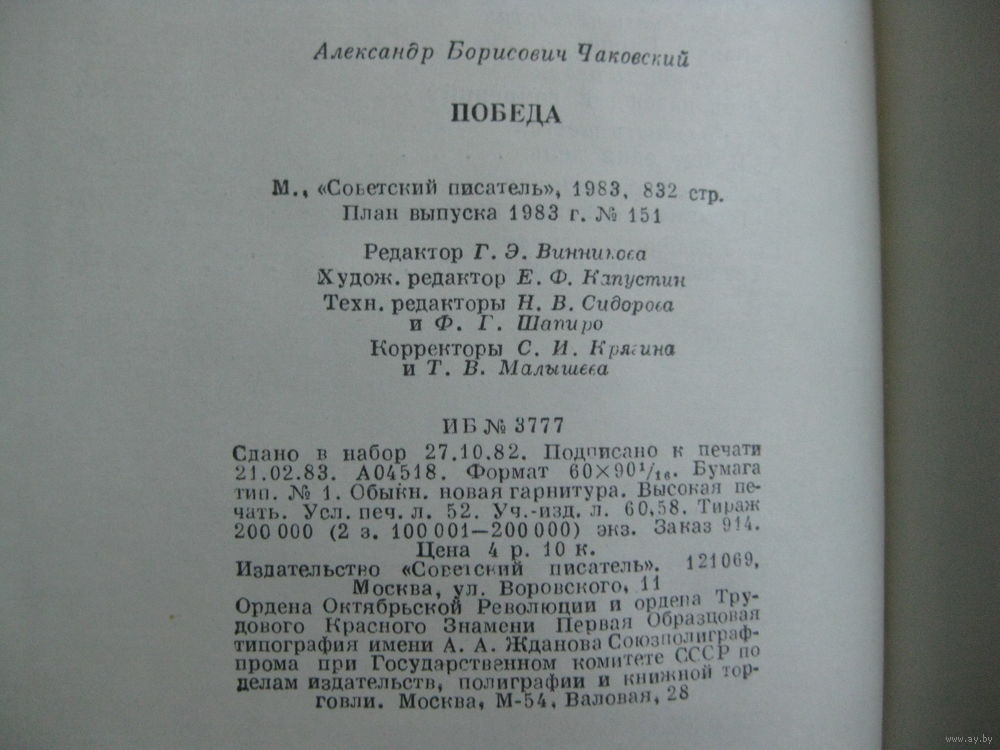 Александр Борисович Чаковский
ПОБЕДА
М., «Советский писатель», 1983, 832 стр.
План выпуска 1983 г. № 151
Редактор Г. Э. Винникова
Худож. редактор Е. Ф. Капустин
Техн. редакторы Н. В. Сидорова
и Ф. Г. Шапиро
Корректоры С. И. Крягина
и Т. В. Малышева
ИБ № 3777
Сдано в набор 27.10.82. Подписано к печати
21.02.83. А04518. Формат 60×90¹/₁₆. Бумага
тип. № 1. Обыкн. новая гарнитура. Высокая пе-
чать. Усл. печ. л. 52. Уч.-изд. л. 60,58. Тираж
200 000 (2 з. 100 001—200 000) экз. Заказ 914.
Цена 4 р. 10 к.
Издательство «Советский писатель». 121069,
Москва, ул. Воровского, 11
Ордена Октябрьской Революции и ордена Тру-
дового Красного Знамени Первая Образцовая
типография имени А. А. Жданова Союзполиграф-
прома при Государственном комитете СССР по
делам издательств, полиграфии и книжной тор-
говли. Москва, М-54, Валовая, 28
www.ay.by